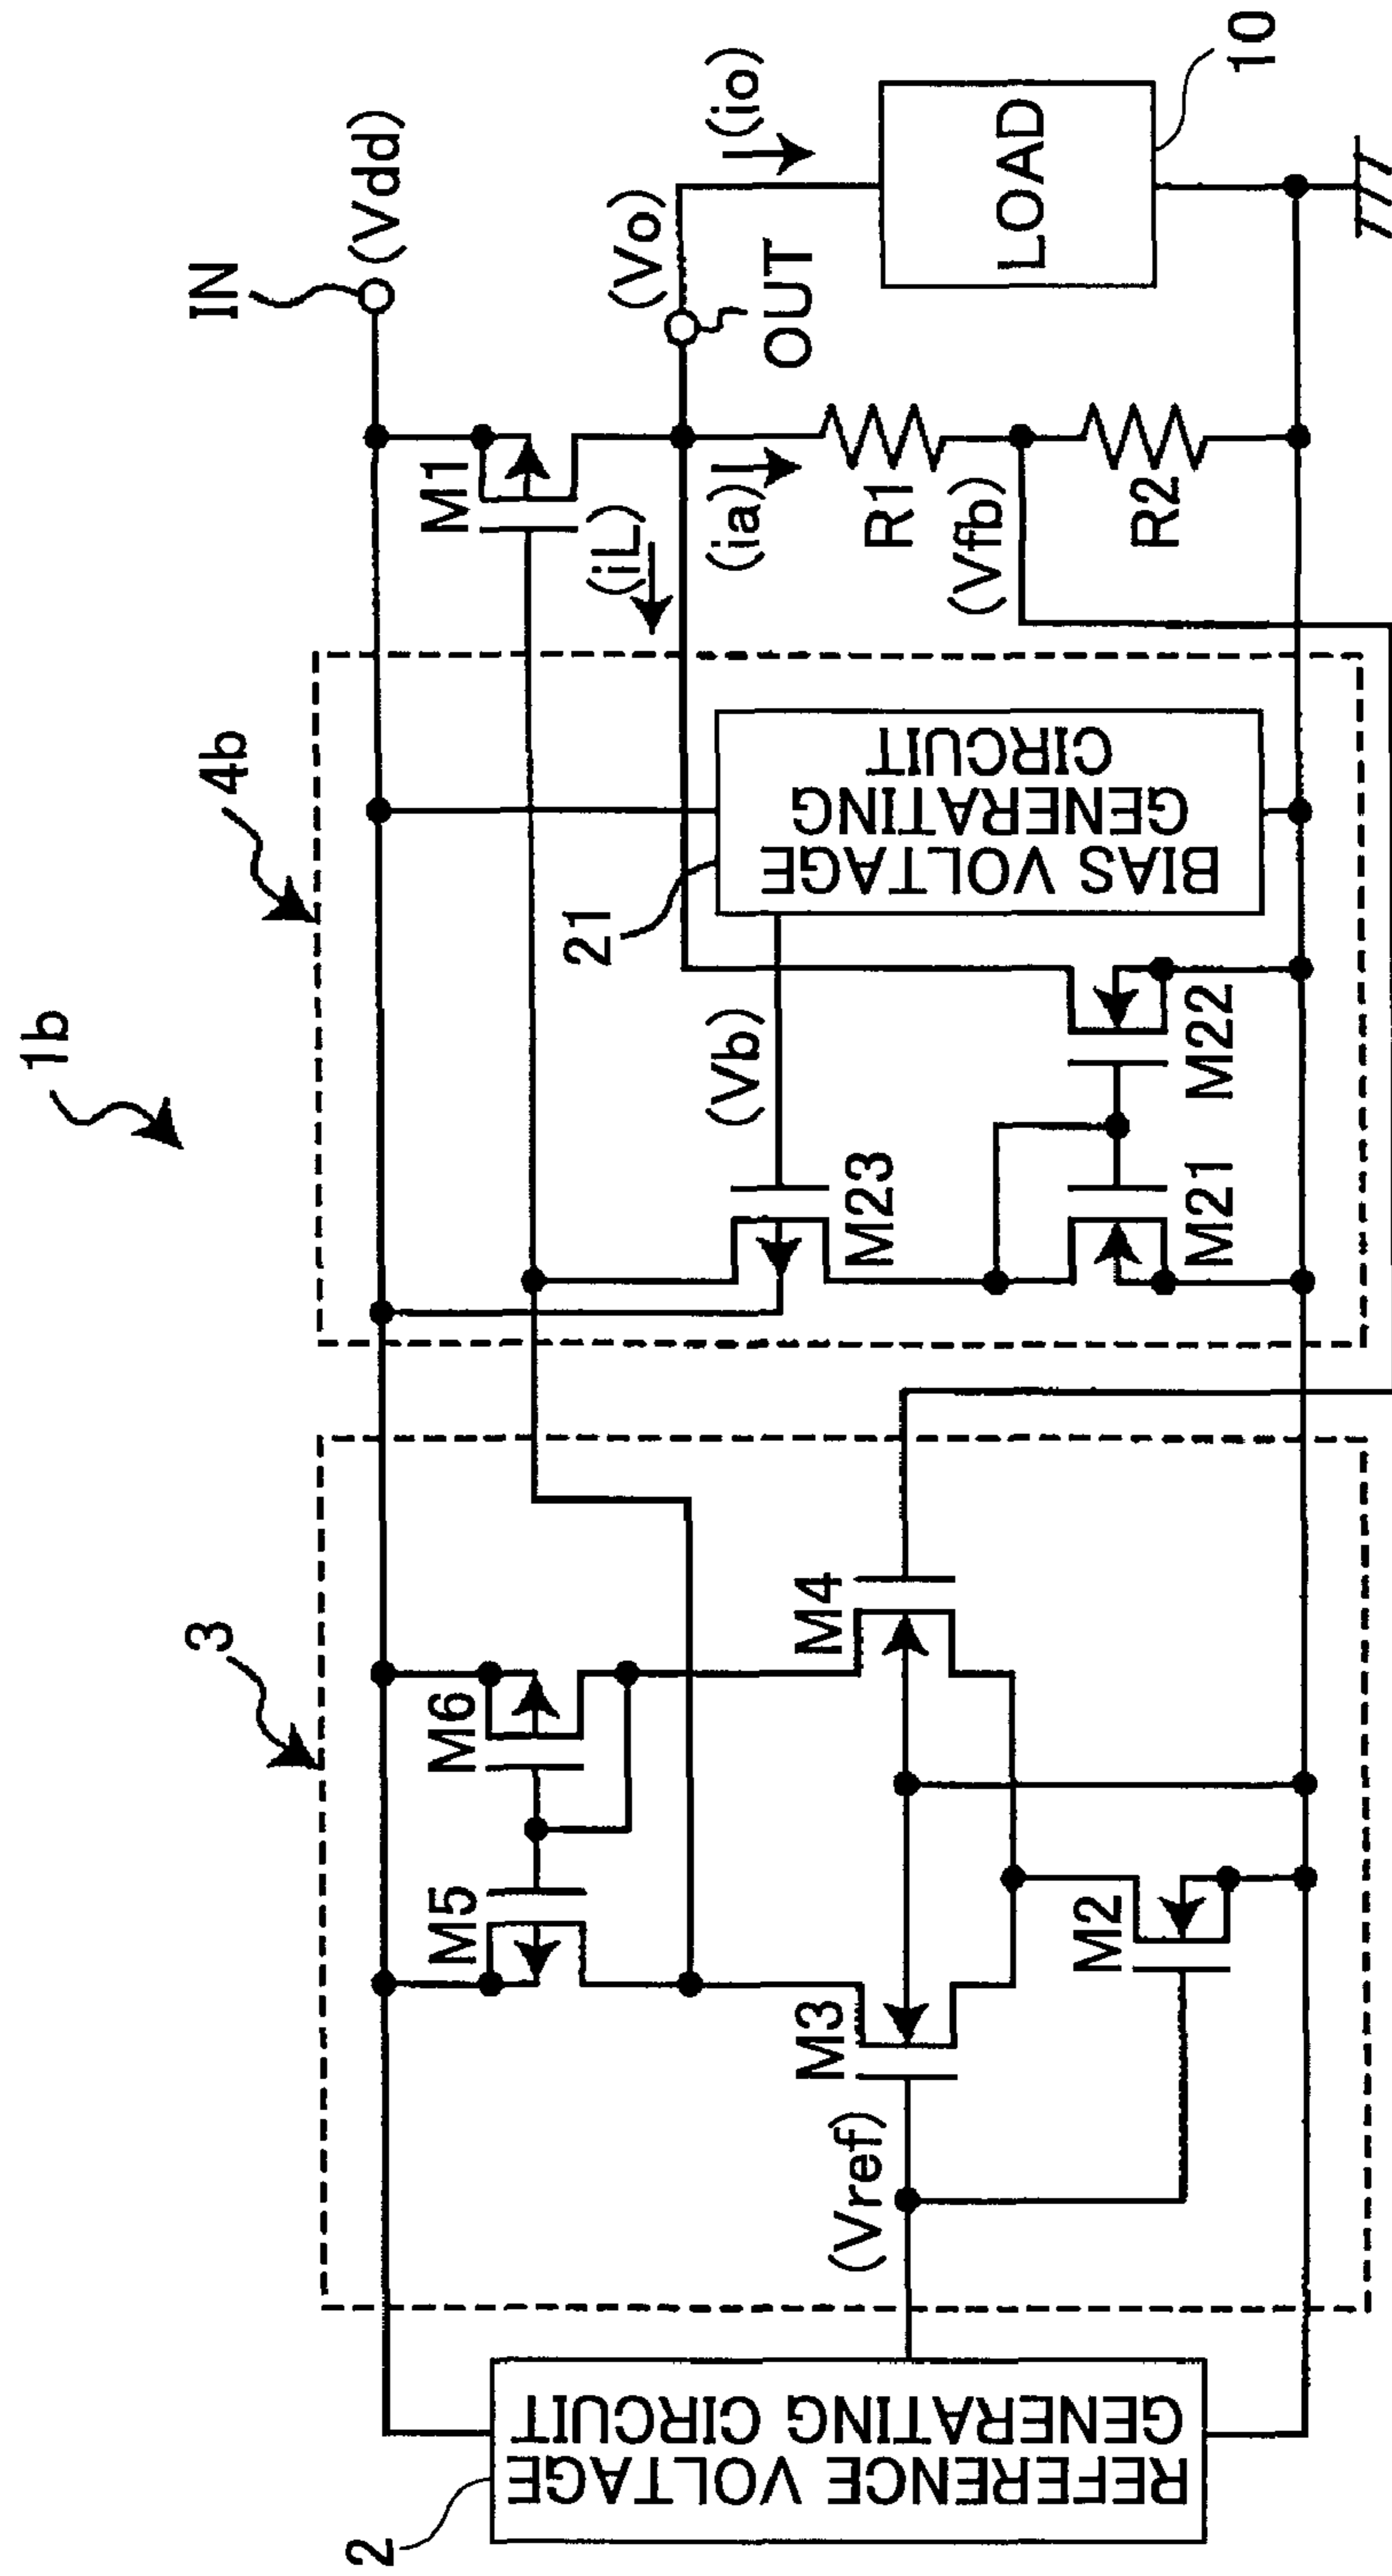 1b
IN
(Vdd)
4b
3
M1
(iL)
(Vo)
OUT
(io)
LOAD
10
(ia)
R1
(Vfb)
R2
BIAS VOLTAGE
GENERATING
CIRCUIT
21
(Vb)
M23
M22
M21
M6
M5
M4
M3
M2
(Vref)
REFERENCE VOLTAGE
GENERATING CIRCUIT
2